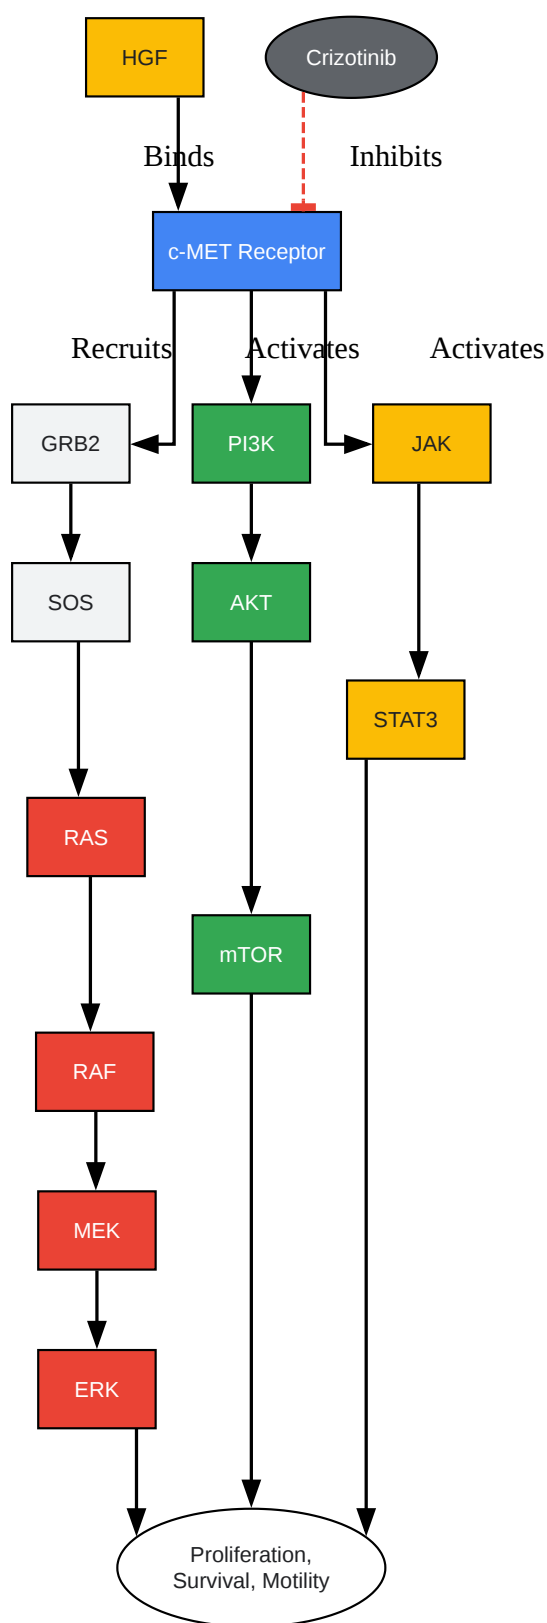 HGF
Crizotinib
Binds
Inhibits
c-MET Receptor
Recruits
Activates
Activates
GRB2
PI3K
JAK
SOS
AKT
STAT3
RAS
mTOR
RAF
MEK
ERK
Proliferation,
Survival, Motility